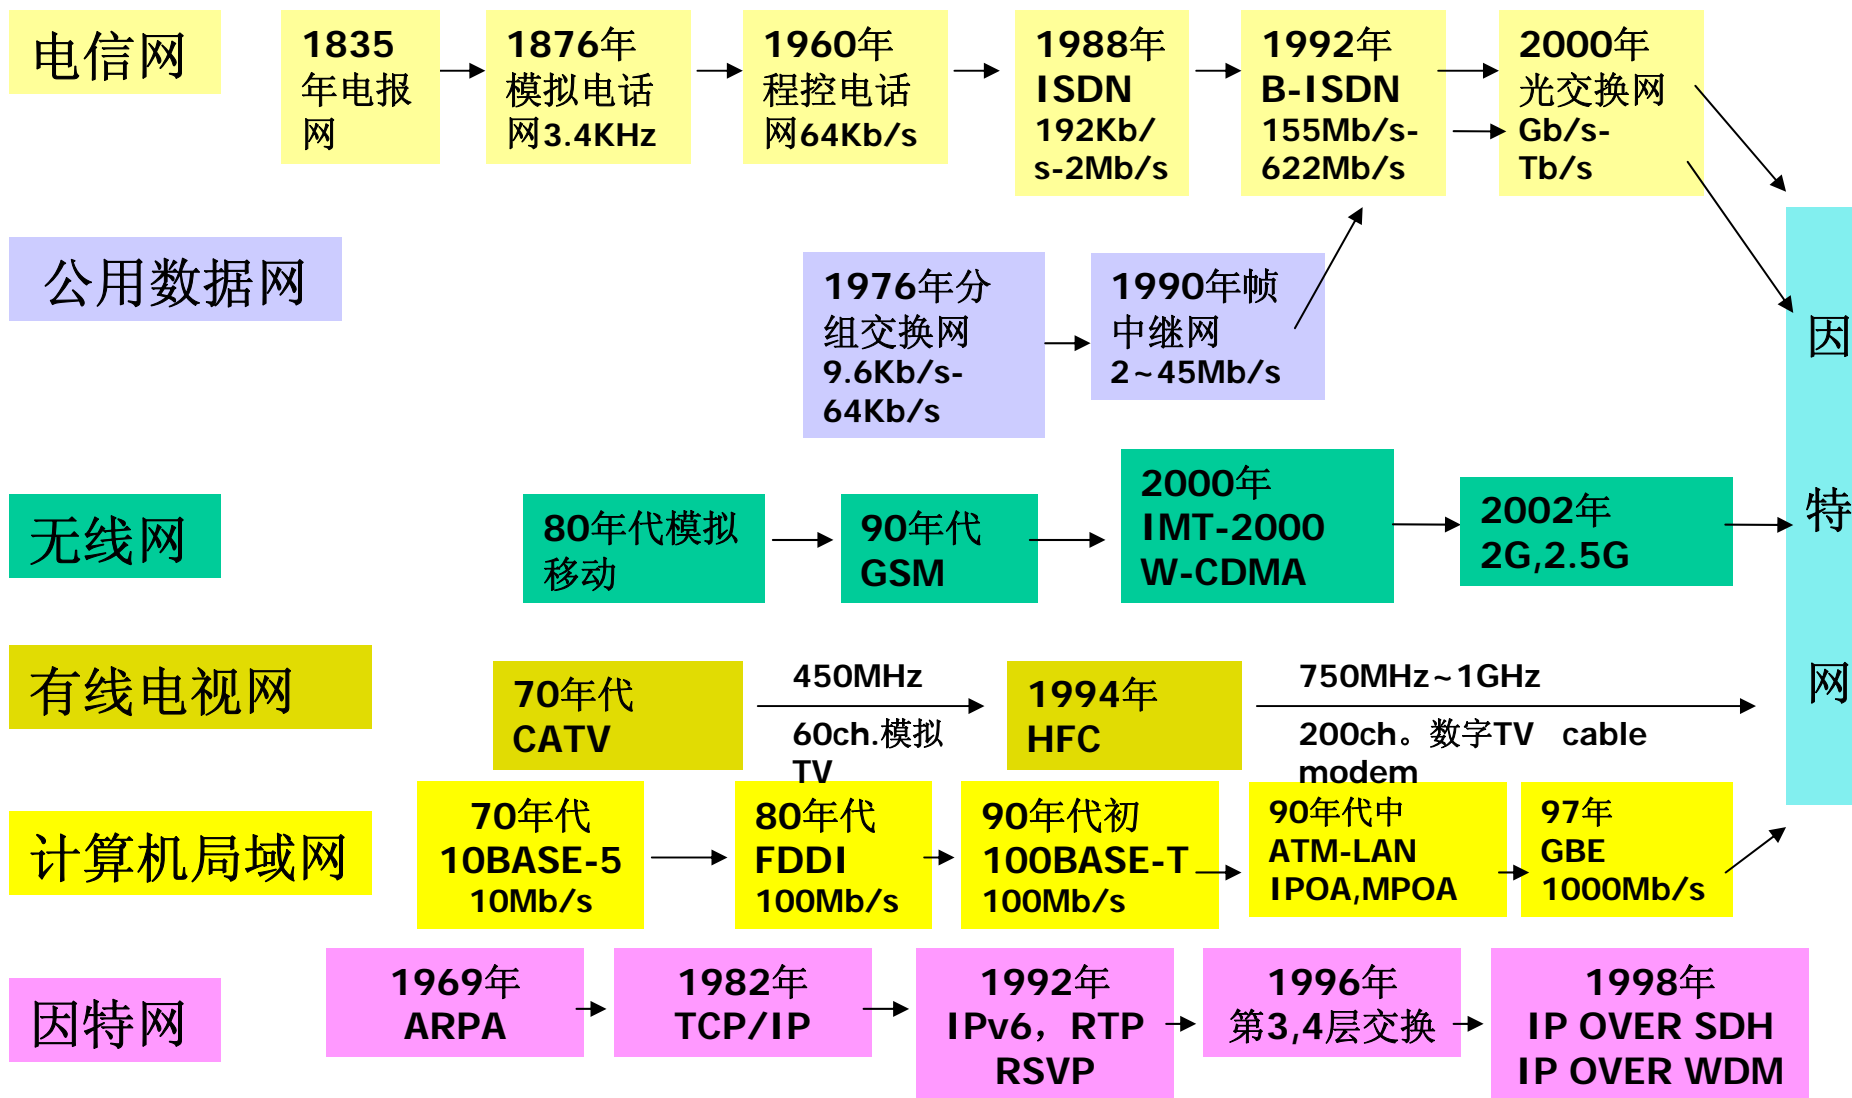 电信网
1835
年电报
网
1876年
模拟电话
网3.4KHz
1960年
程控电话
网64Kb/s
1988年
ISDN
192Kb/
s-2Mb/s
1992年
B-ISDN
155Mb/s-
622Mb/s
2000年
光交换网
Gb/s-
Tb/s
公用数据网
1976年分
组交换网
9.6Kb/s-
64Kb/s
1990年帧
中继网
2~45Mb/s
无线网
80年代模拟
移动
90年代
GSM
2000年
IMT-2000
W-CDMA
2002年
2G,2.5G
有线电视网
70年代
CATV
450MHz
60ch.模拟
TV
1994年
HFC
750MHz~1GHz
200ch。数字TV cable
modem
计算机局域网
70年代
10BASE-5
10Mb/s
80年代
FDDI
100Mb/s
90年代初
100BASE-T
100Mb/s
90年代中
ATM-LAN
IPOA,MPOA
97年
GBE
1000Mb/s
因特网
1969年
ARPA
1982年
TCP/IP
1992年
IPv6，RTP
RSVP
1996年
第3,4层交换
1998年
IP OVER SDH
IP OVER WDM
因
特
网